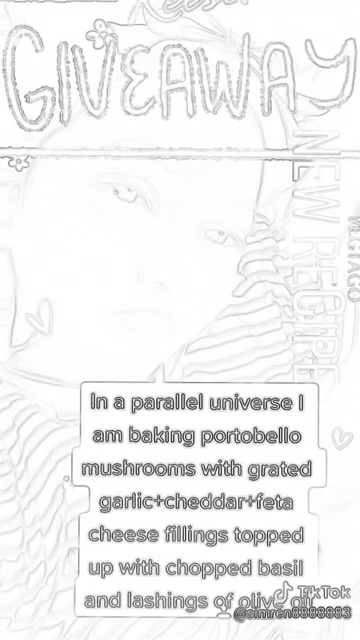 GIVEAWAY
NEW RECIPE
In a parallel universe I
am baking portobello
mushrooms with grated
garlic+cheddar+feta
cheese fillings topped
up with chopped basil
and lashings of olive oil
TikTok
@simren8888883